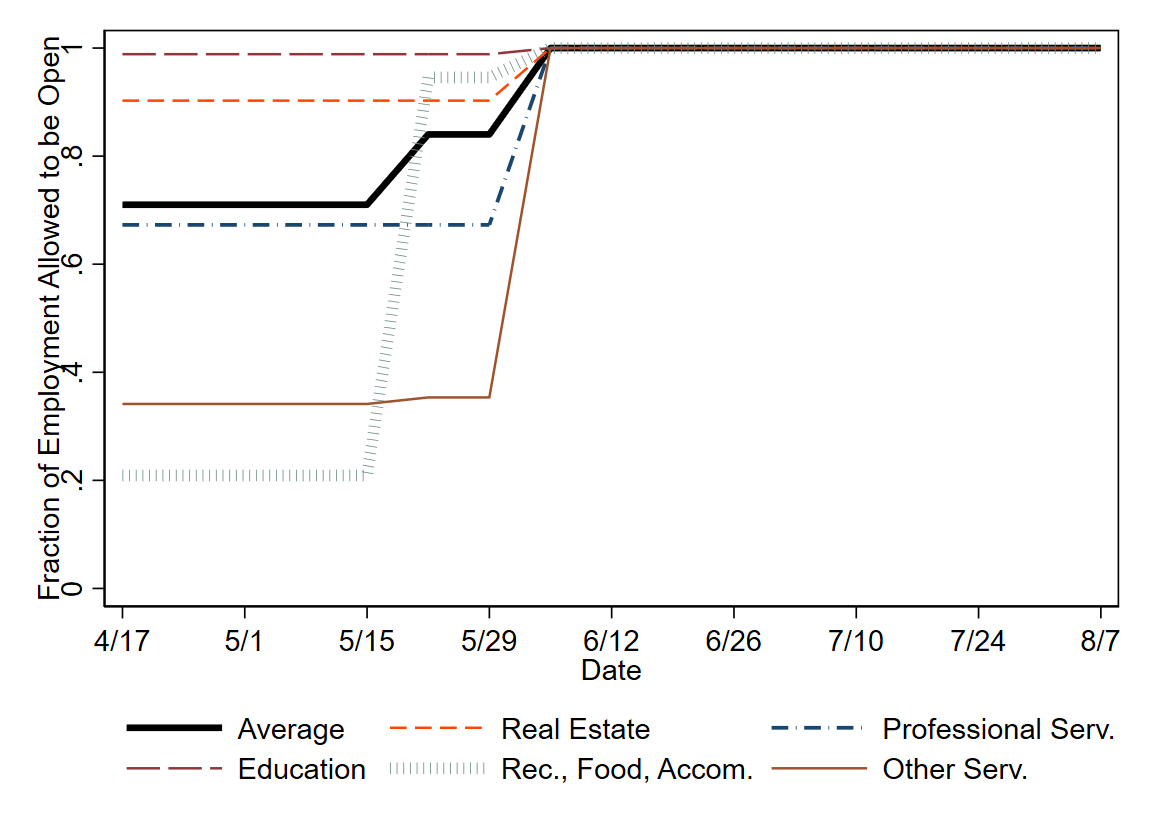 Fraction of Employment Allowed to be Open
1
.8
.6
.4
.2
0
4/17 5/1 5/15 5/29 6/12 6/26 7/10 7/24 8/7
Date
Average Real Estate Professional Serv.
Education Rec., Food, Accom. Other Serv.